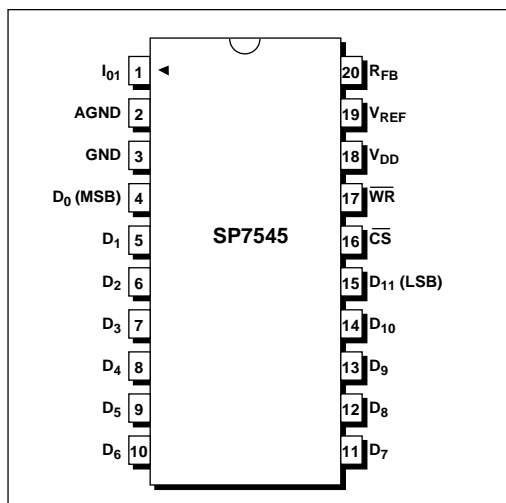 I01 1
AGND 2
GND 3
D0 (MSB) 4
D1 5
D2 6
D3 7
D4 8
D5 9
D6 10
SP7545
20 RFB
19 VREF
18 VDD
17 W̅R̅
16 C̅S̅
15 D11 (LSB)
14 D10
13 D9
12 D8
11 D7